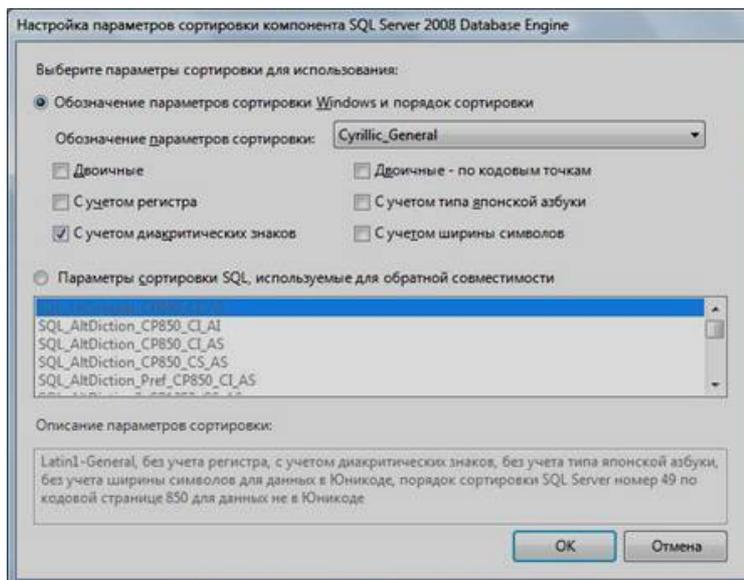 Настройка параметров сортировки компонента SQL Server 2008 Database Engine
Выберите параметры сортировки для использования:
Обозначение параметров сортировки Windows и порядок сортировки
Обозначение параметров сортировки: Cyrillic_General
Двоичные
Двоичные - по кодовым точкам
С учетом регистра
С учетом типа японской азбуки
С учетом диакритических знаков
С учетом ширины символов
Параметры сортировки SQL, используемые для обратной совместимости
SQL_AltDiction_CP850_CI_AI
SQL_AltDiction_CP850_CI_AS
SQL_AltDiction_CP850_CS_AS
SQL_AltDiction_Pref_CP850_CI_AS
Описание параметров сортировки:
Latin1-General, без учета регистра, с учетом диакритических знаков, без учета типа японской азбуки,
без учета ширины символов для данных в Юникоде, порядок сортировки SQL Server номер 49 по
кодовой странице 850 для данных не в Юникоде
OK
Отмена